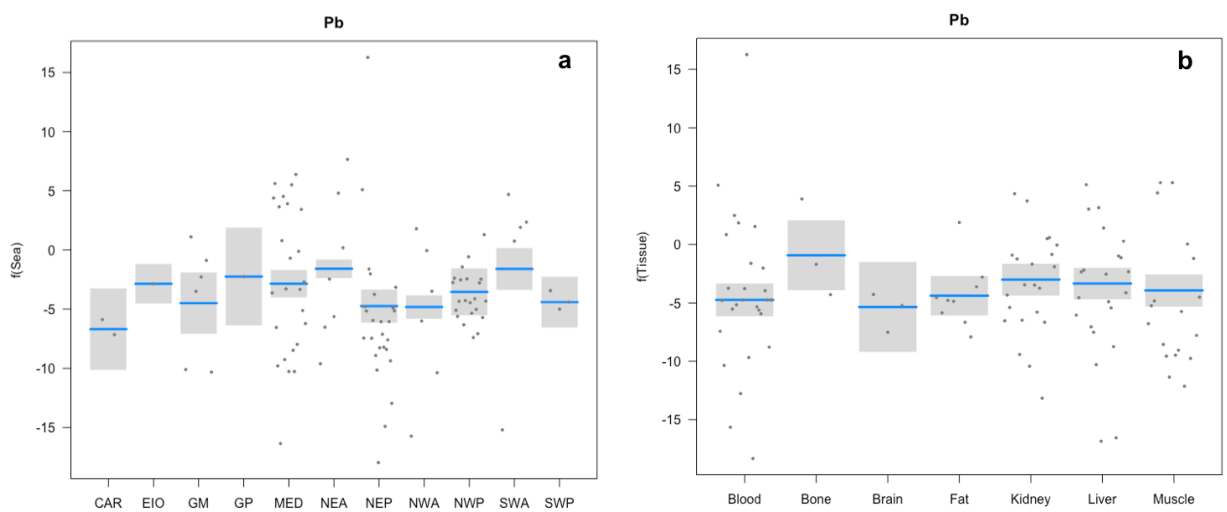 Pb
a
f(Sea)
15
10
5
0
-5
-10
-15
CAR EIO GM GP MED NEA NEP NWA NWP SWA SWP
Pb
b
f(Tissue)
15
10
5
0
-5
-10
-15
Blood Bone Brain Fat Kidney Liver Muscle